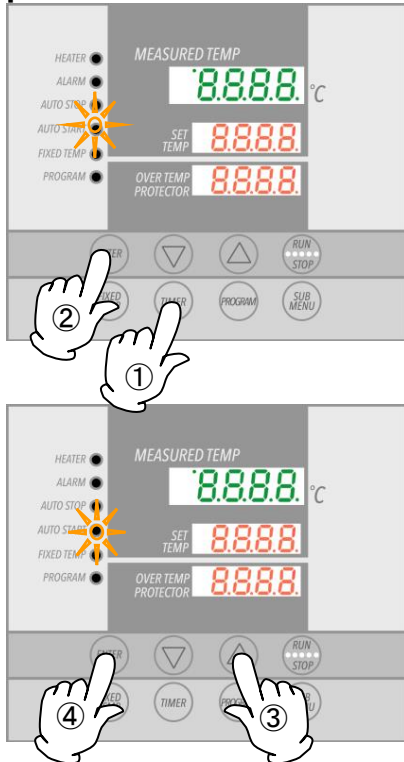 MEASURED TEMP
HEATER
ALARM
8.8.8.8. °C
AUTO STOP
AUTO START
SET TEMP 8.8.8.8.
FIXED TEMP
PROGRAM
OVER TEMP PROTECTOR 8.8.8.8.
RUN
STOP
TIMER
PROGRAM
SUB
MENU
②
①
MEASURED TEMP
HEATER
ALARM
8.8.8.8. °C
AUTO STOP
AUTO START
SET TEMP 8.8.8.8.
FIXED TEMP
PROGRAM
OVER TEMP PROTECTOR 8.8.8.8.
ENTER
RUN
STOP
TIMER
④
③